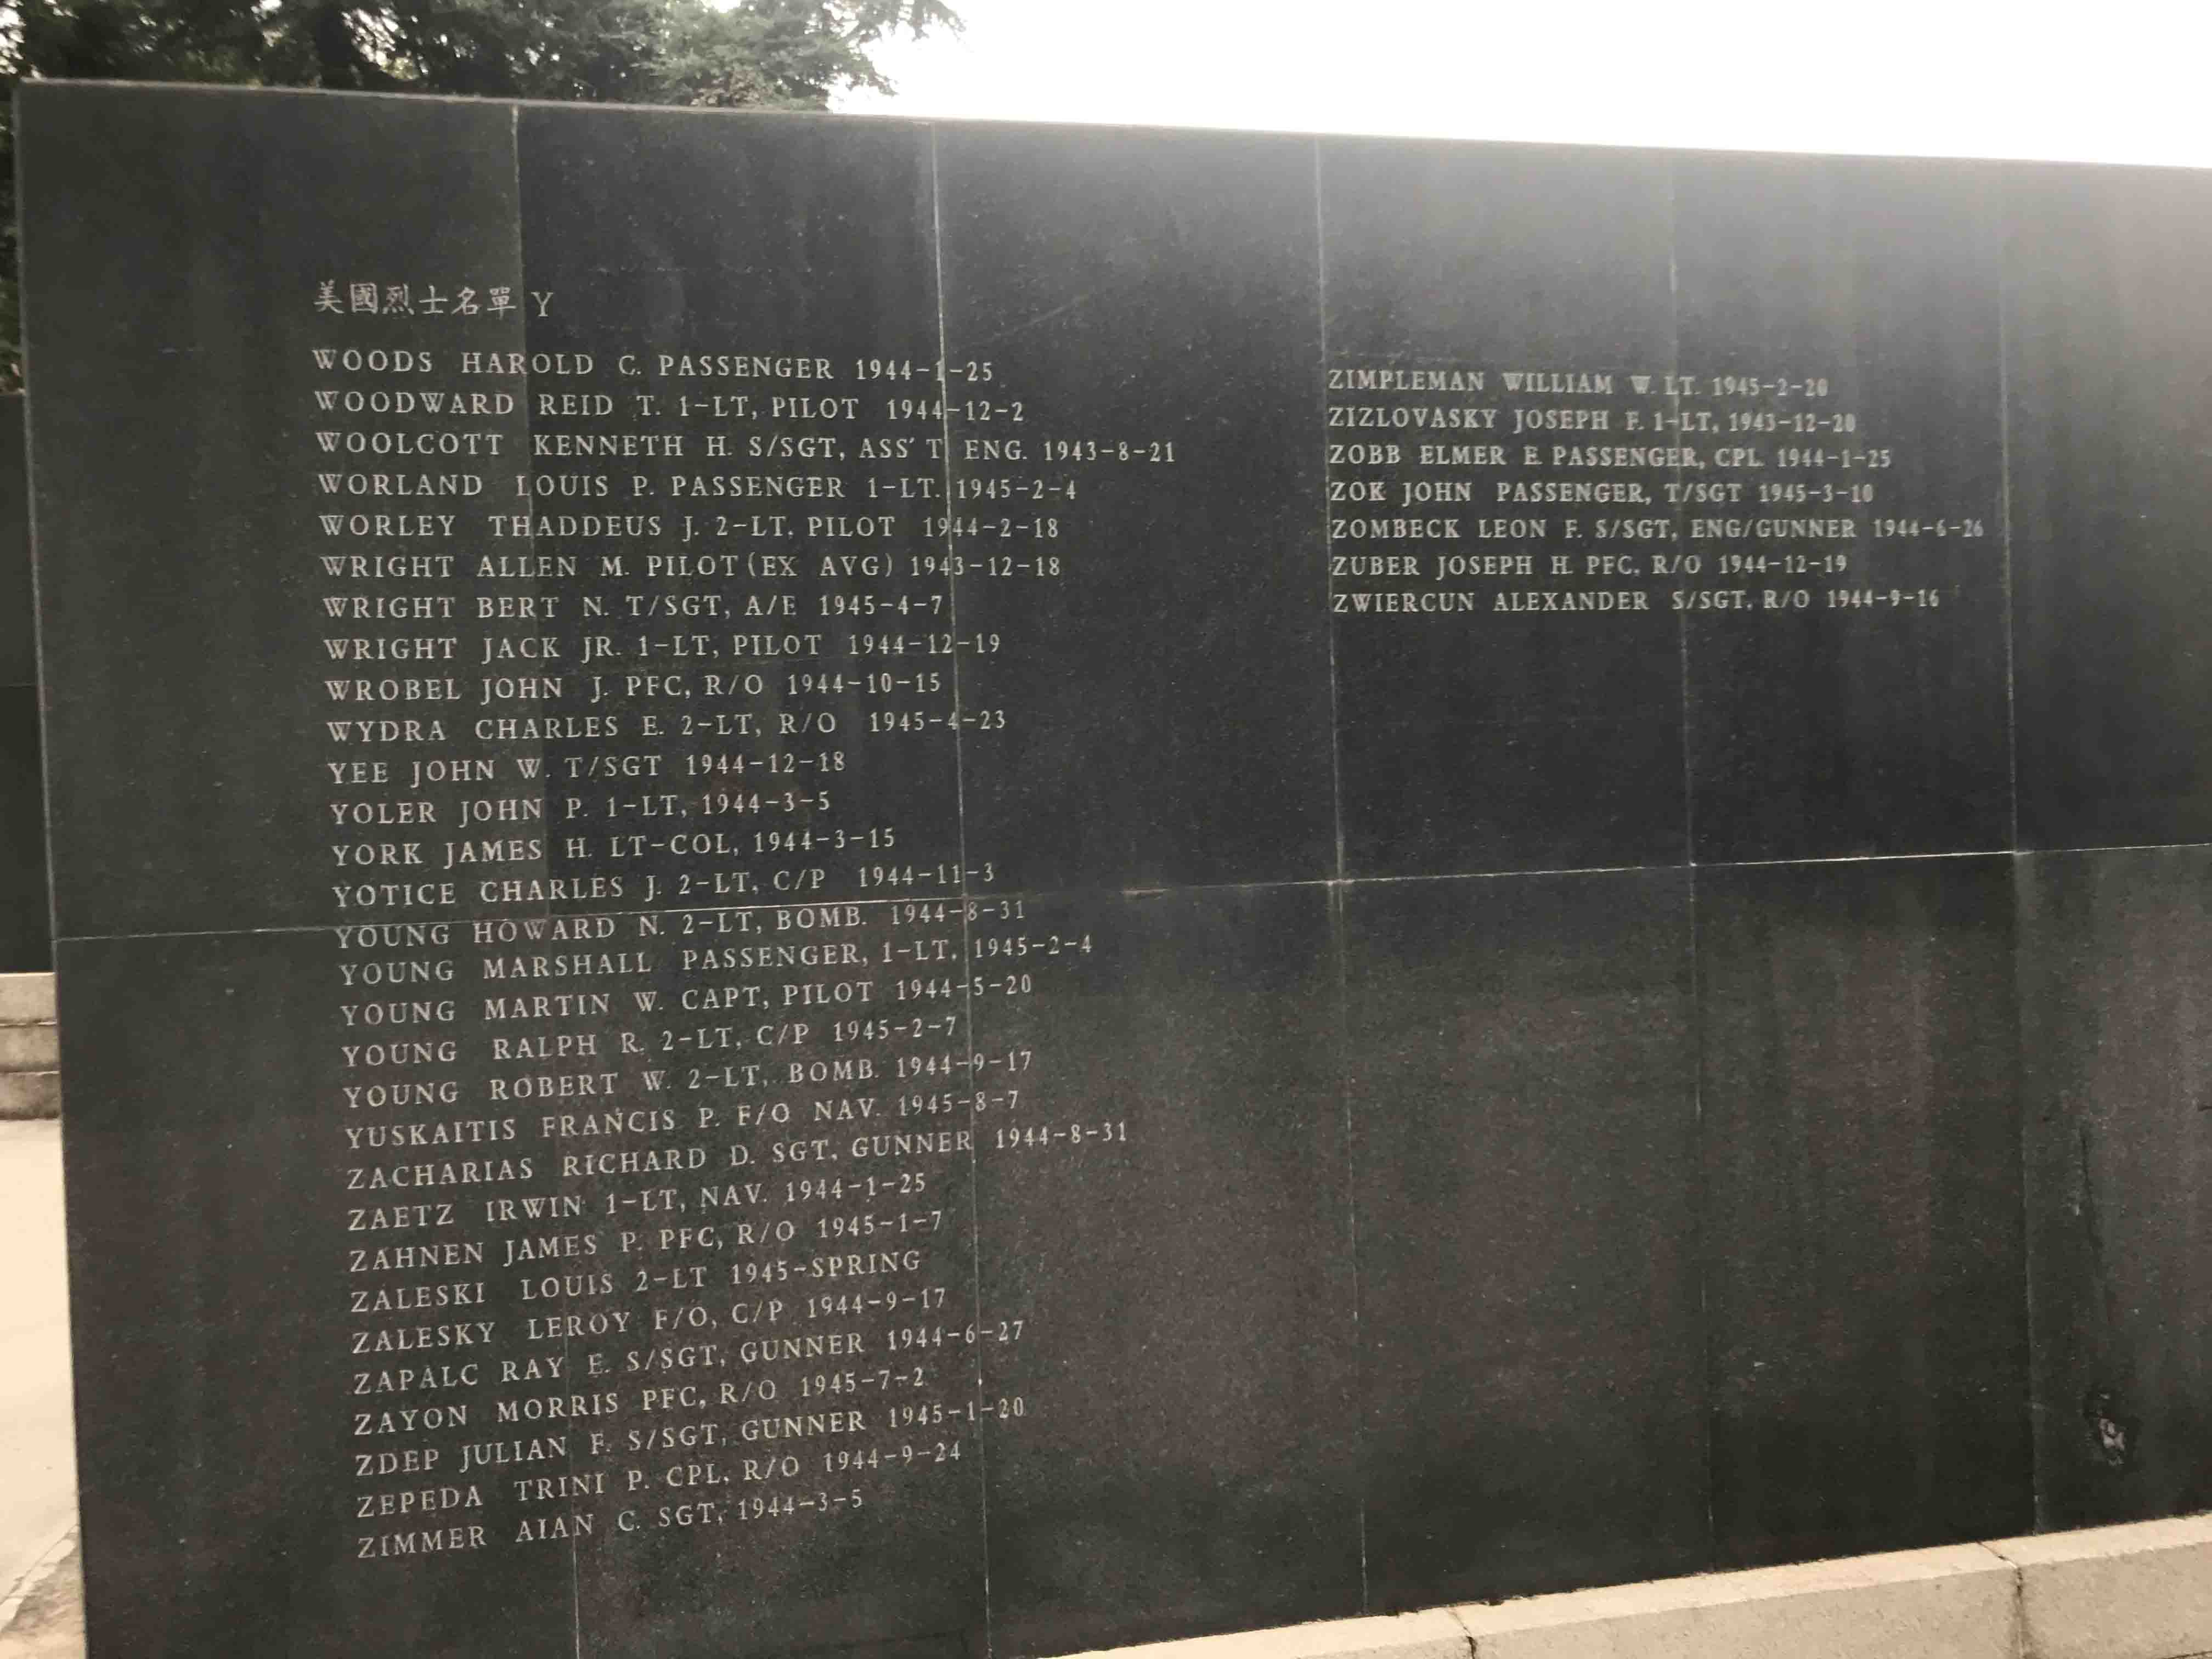 美國烈士名單 Y
WOODS HAROLD C. PASSENGER 1944-1-25
WOODWARD REID T. 1-LT, PILOT 1944-12-2
WOOLCOTT KENNETH H. S/SGT, ASS'T ENG. 1943-8-21
WORLAND LOUIS P. PASSENGER 1-LT. 1945-2-4
WORLEY THADDEUS J. 2-LT. PILOT 1944-2-18
WRIGHT ALLEN M. PILOT(EX AVG) 1943-12-18
WRIGHT BERT N. T/SGT, A/E 1945-4-7
WRIGHT JACK JR. 1-LT, PILOT 1944-12-19
WROBEL JOHN J. PFC, R/O 1944-10-15
WYDRA CHARLES E. 2-LT, R/O 1945-4-23
YEE JOHN W. T/SGT 1944-12-18
YOLER JOHN P. 1-LT, 1944-3-5
YORK JAMES H. LT-COL, 1944-3-15
YOTICE CHARLES J. 2-LT, C/P 1944-11-3
YOUNG HOWARD N. 2-LT, BOMB. 1944-8-31
YOUNG MARSHALL PASSENGER, 1-LT, 1945-2-4
YOUNG MARTIN W. CAPT, PILOT 1944-5-20
YOUNG RALPH R. 2-LT, C/P 1945-2-7
YOUNG ROBERT W. 2-LT, BOMB. 1944-9-17
YUSKAITIS FRANCIS P. F/O NAV. 1945-8-7
ZACHARIAS RICHARD D. SGT, GUNNER 1944-8-31
ZAETZ IRWIN 1-LT, NAV. 1944-1-25
ZAHNEN JAMES P. PFC, R/O 1945-1-7
ZALESKI LOUIS 2-LT 1945-SPRING
ZALESKY LEROY F/O, C/P 1944-9-17
ZAPALC RAY E. S/SGT, GUNNER 1944-6-27
ZAYON MORRIS PFC, R/O 1945-7-2
ZDEP JULIAN F. S/SGT, GUNNER 1945-1-20
ZEPEDA TRINI P. CPL, R/O 1944-9-24
ZIMMER AIAN C. SGT, 1944-3-5
ZIMPLEMAN WILLIAM W. LT. 1945-2-20
ZIZLOVASKY JOSEPH F. 1-LT, 1943-12-20
ZOBB ELMER E. PASSENGER, CPL. 1944-1-25
ZOK JOHN PASSENGER, T/SGT 1945-3-10
ZOMBECK LEON F. S/SGT, ENG/GUNNER 1944-6-26
ZUBER JOSEPH H. PFC, R/O 1944-12-19
ZWIERCUN ALEXANDER S/SGT, R/O 1944-9-16